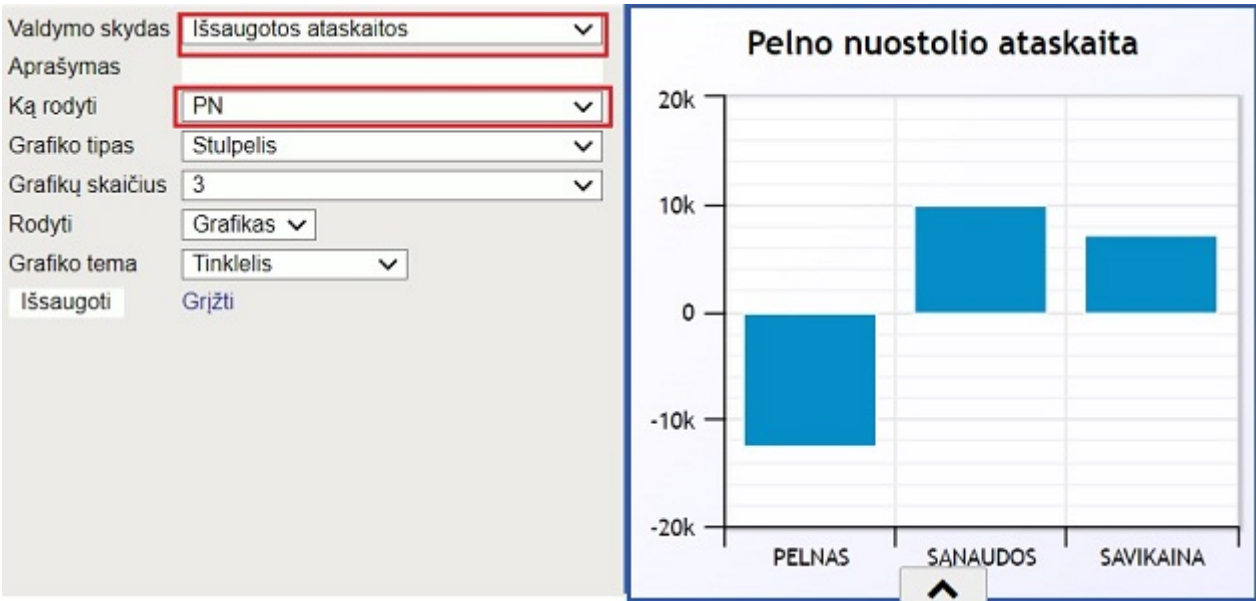 Valdymo skydas Išsaugotos ataskaitos
Aprašymas
Ką rodyti PN
Grafiko tipas Stulpelis
Grafikų skaičius 3
Rodyti Grafikas
Grafiko tema Tinklelis
Išsaugoti Grįžti
Pelno nuostolio ataskaita
20k
10k
0
-10k
-20k
PELNAS SĄNAUDOS SAVIKAINA